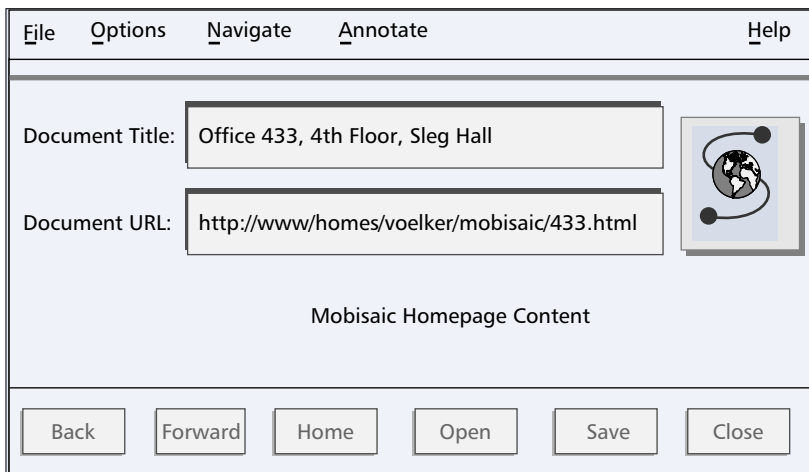 File Options Navigate Annotate Help
Document Title: Office 433, 4th Floor, Sleg Hall
Document URL: http://www/homes/voelker/mobisaic/433.html
Mobisaic Homepage Content
Back Forward Home Open Save Close